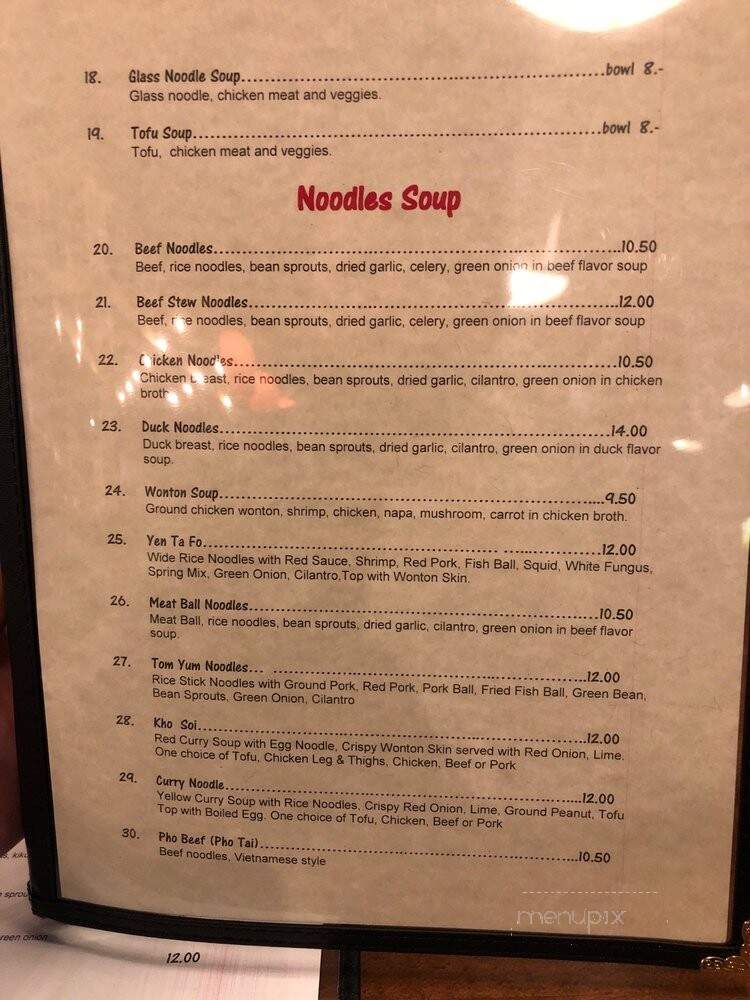 18. Glass Noodle Soup..........bowl 8.-
Glass noodle, chicken meat and veggies.
19. Tofu Soup..........bowl 8.-
Tofu, chicken meat and veggies.
Noodles Soup
20. Beef Noodles..........10.50
Beef, rice noodles, bean sprouts, dried garlic, celery, green onion in beef flavor soup
21. Beef Stew Noodles..........12.00
Beef, rice noodles, bean sprouts, dried garlic, celery, green onion in beef flavor soup
22. Chicken Noodles..........10.50
Chicken breast, rice noodles, bean sprouts, dried garlic, cilantro, green onion in chicken
broth.
23. Duck Noodles..........14.00
Duck breast, rice noodles, bean sprouts, dried garlic, cilantro, green onion in duck flavor
soup.
24. Wonton Soup..........9.50
Ground chicken wonton, shrimp, chicken, napa, mushroom, carrot in chicken broth.
25. Yen Ta Fo..........12.00
Wide Rice Noodles with Red Sauce, Shrimp, Red Pork, Fish Ball, Squid, White Fungus,
Spring Mix, Green Onion, Cilantro,Top with Wonton Skin.
26. Meat Ball Noodles..........10.50
Meat Ball, rice noodles, bean sprouts, dried garlic, cilantro, green onion in beef flavor
soup.
27. Tom Yum Noodles... ..........12.00
Rice Stick Noodles with Ground Pork, Red Pork, Pork Ball, Fried Fish Ball, Green Bean,
Bean Sprouts, Green Onion, Cilantro
28. Kho Soi..........12.00
Red Curry Soup with Egg Noodle, Crispy Wonton Skin served with Red Onion, Lime.
One choice of Tofu, Chicken Leg & Thighs, Chicken, Beef or Pork
29. Curry Noodle..........12.00
Yellow Curry Soup with Rice Noodles, Crispy Red Onion, Lime, Ground Peanut, Tofu
Top with Boiled Egg. One choice of Tofu, Chicken, Beef or Pork
30. Pho Beef (Pho Tai)..........10.50
Beef noodles, Vietnamese style
menupix
onion
12.00